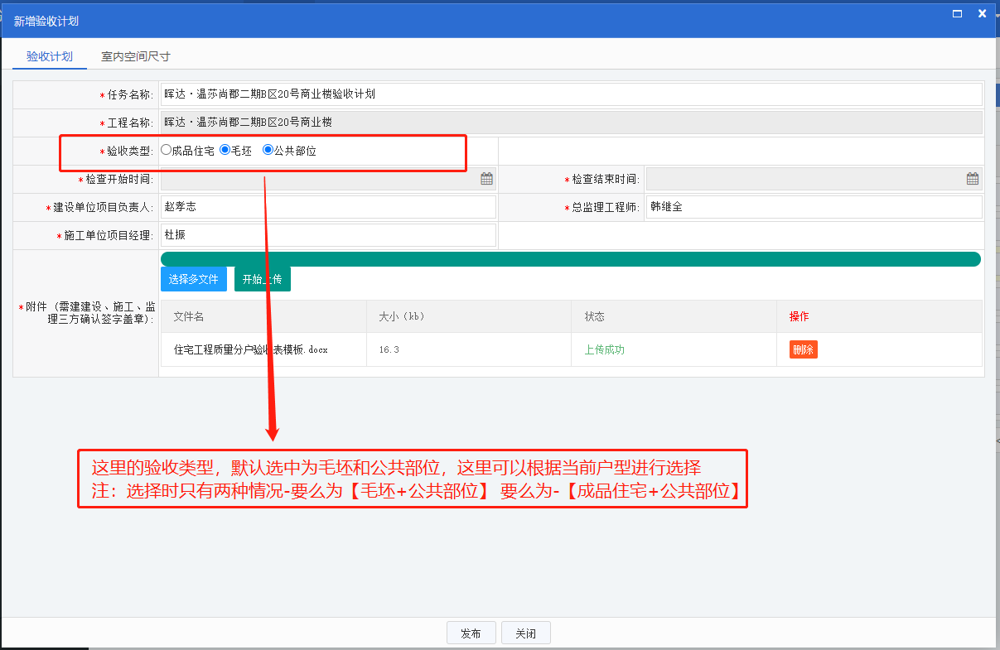 新增验收计划
验收计划 室内空间尺寸
*任务名称: 晖达·温莎尚郡二期B区20号商业楼验收计划
*工程名称: 晖达·温莎尚郡二期B区20号商业楼
*验收类型: 成品住宅 毛坯 公共部位
*检查开始时间: *检查结束时间:
*建设单位项目负责人: 赵孝志 *总监理工程师: 韩继全
*施工单位项目经理: 杜振
选择多文件 开始上传
*附件（需建建设、施工、监
理三方确认签字盖章）:
文件名 大小（kb） 状态 操作
住宅工程质量分户验收表模板.docx 16.3 上传成功 删除
这里的验收类型，默认选中为毛坯和公共部位，这里可以根据当前户型进行选择
注：选择时只有两种情况-要么为【毛坯+公共部位】 要么为-【成品住宅+公共部位】
发布 关闭